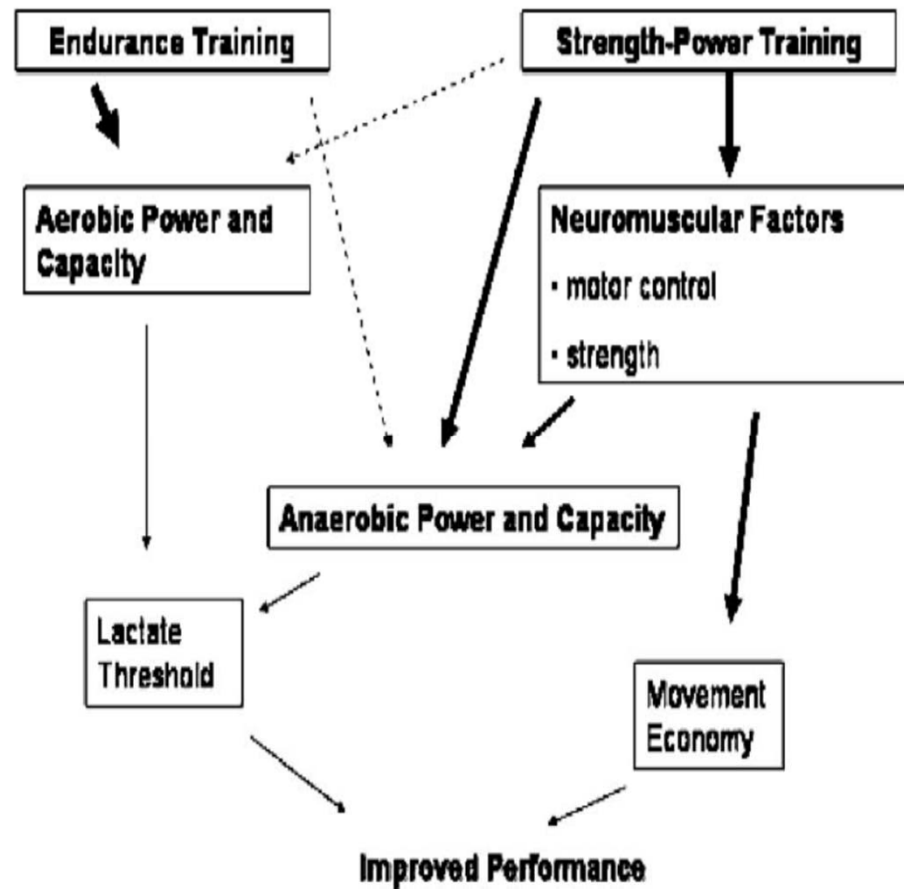 Endurance Training
Strength-Power Training
Aerobic Power and
Capacity
Neuromuscular Factors
· motor control
· strength
Anaerobic Power and Capacity
Lactate
Threshold
Movement
Economy
Improved Performance